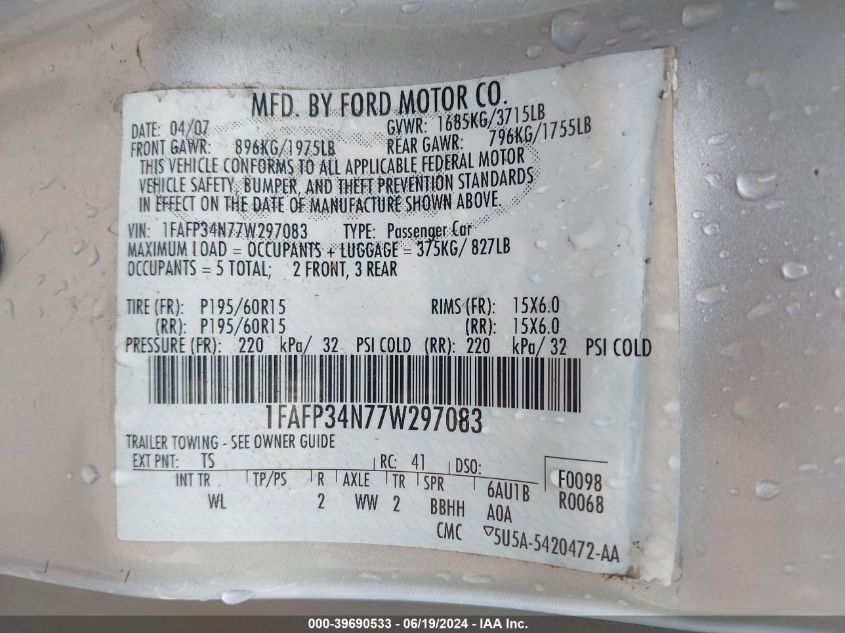 MFD. BY FORD MOTOR CO.
DATE: 04/07 GVWR: 1685KG/3715LB
FRONT GAWR: 896KG/1975LB REAR GAWR: 796KG/1755LB
THIS VEHICLE CONFORMS TO ALL APPLICABLE FEDERAL MOTOR
VEHICLE SAFETY, BUMPER, AND THEFT PREVENTION STANDARDS
IN EFFECT ON THE DATE OF MANUFACTURE SHOWN ABOVE.
VIN: 1FAFP34N77W297083 TYPE: Passenger Car
MAXIMUM LOAD = OCCUPANTS + LUGGAGE = 375KG/ 827LB
OCCUPANTS = 5 TOTAL; 2 FRONT, 3 REAR
TIRE (FR): P195/60R15 RIMS (FR): 15X6.0
(RR): P195/60R15 (RR): 15X6.0
PRESSURE (FR): 220 kPa/ 32 PSI COLD (RR): 220 kPa/ 32 PSI COLD
1FAFP34N77W297083
TRAILER TOWING - SEE OWNER GUIDE
EXT PNT: TS RC: 41 DSO: F0098
INT TR TP/PS R AXLE TR SPR 6AU1B R0068
WL 2 WW 2 BBHH A0A
CMC ▽5U5A-5420472-AA
000-39690533 - 06/19/2024 - IAA Inc.